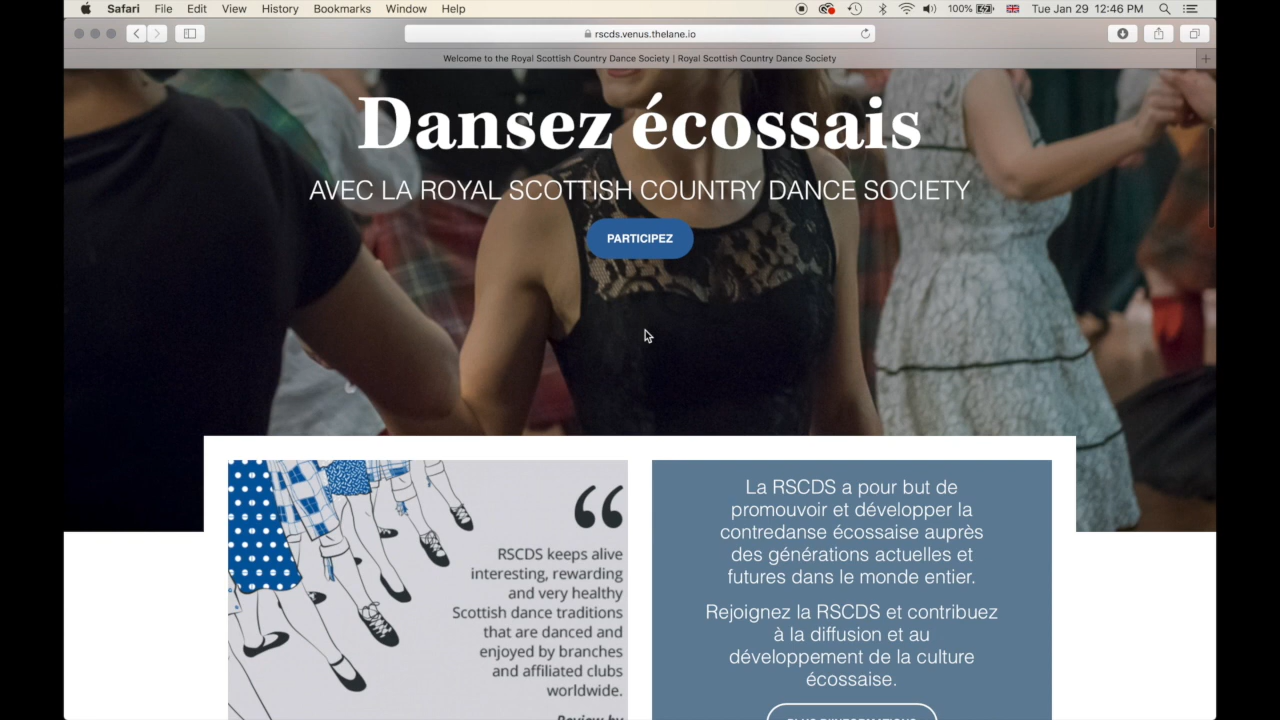 Safari File Edit View History Bookmarks Window Help 100% Tue Jan 29 12:46 PM
rscds.venus.thelane.io
Welcome to the Royal Scottish Country Dance Society | Royal Scottish Country Dance Society
Dansez écossais
AVEC LA ROYAL SCOTTISH COUNTRY DANCE SOCIETY
PARTICIPEZ
“
RSCDS keeps alive
interesting, rewarding
and very healthy
Scottish dance traditions
that are danced and
enjoyed by branches
and affiliated clubs
worldwide.
Review by
La RSCDS a pour but de
promouvoir et développer la
contredanse écossaise auprès
des générations actuelles et
futures dans le monde entier.
Rejoignez la RSCDS et contribuez
à la diffusion et au
développement de la culture
écossaise.
PLUS D'INFORMATIONS